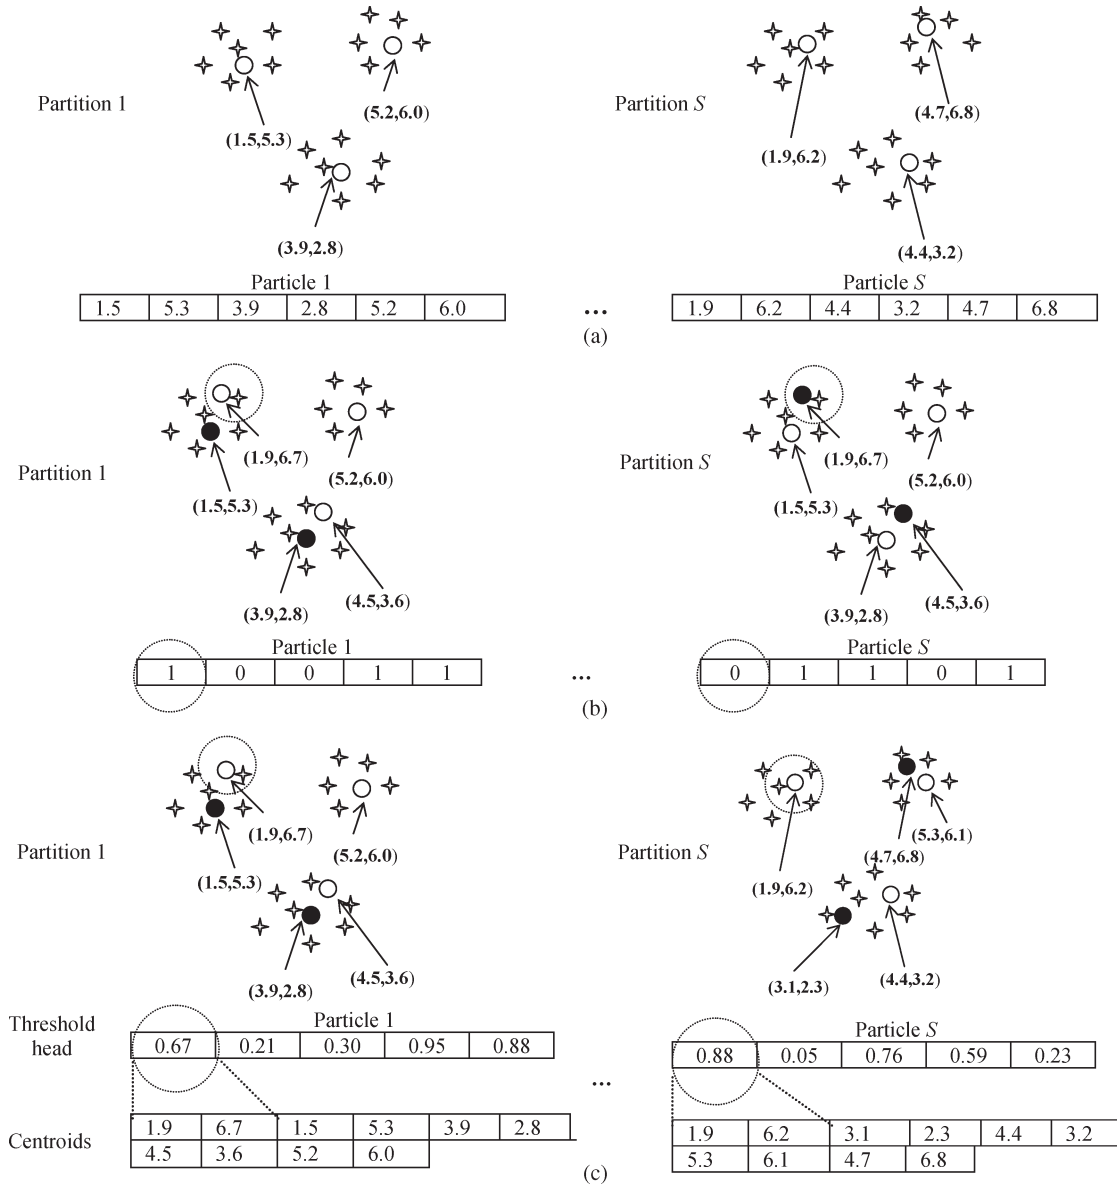 Partition 1
(1.5,5.3)
(5.2,6.0)
(3.9,2.8)
Particle 1
1.5 5.3 3.9 2.8 5.2 6.0
...
Partition S
(1.9,6.2)
(4.7,6.8)
(4.4,3.2)
Particle S
1.9 6.2 4.4 3.2 4.7 6.8
(a)
Partition 1
(1.9,6.7)
(1.5,5.3)
(5.2,6.0)
(3.9,2.8)
(4.5,3.6)
Particle 1
1 0 0 1 1
...
Partition S
(1.9,6.7)
(1.5,5.3)
(5.2,6.0)
(3.9,2.8)
(4.5,3.6)
Particle S
0 1 1 0 1
(b)
Partition 1
(1.9,6.7)
(1.5,5.3)
(5.2,6.0)
(3.9,2.8)
(4.5,3.6)
Threshold
head
Particle 1
0.67 0.21 0.30 0.95 0.88
Centroids
1.9 6.7 1.5 5.3 3.9 2.8
4.5 3.6 5.2 6.0
...
Partition S
(5.3,6.1)
(4.7,6.8)
(1.9,6.2)
(3.1,2.3)
(4.4,3.2)
Particle S
0.88 0.05 0.76 0.59 0.23
1.9 6.2 3.1 2.3 4.4 3.2
5.3 6.1 4.7 6.8
(c)